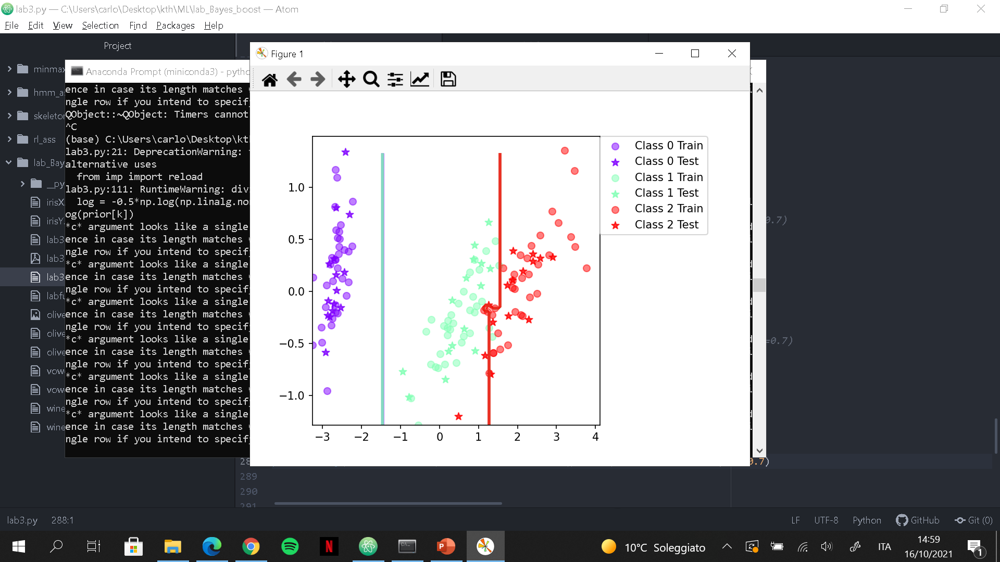 lab3.py — C:\Users\carlo\Desktop\kth\ML\lab_Bayes_boost — Atom
File Edit View Selection Find Packages Help
Project
hmm_a
rl_ass
lab_Bay
__py
irisX
irisY.
lab3
lab3
lab3
labfu
olive
olive
olive
vow
vow
wine
wine
Anaconda Prompt (miniconda3) - pytho
ence in case its length matches
ngle row if you intend to specify
QObject::~QObject: Timers cannot
^C
(base) C:\Users\carlo\Desktop\kt
lab3.py:21: DeprecationWarning:
alternative uses
from imp import reload
lab3.py:111: RuntimeWarning: divi
log = -0.5*np.log(np.linalg.no
og(prior[k])
*c* argument looks like a single
ence in case its length matches
ngle row if you intend to specify
*c* argument looks like a single
ence in case its length matches
ngle row if you intend to specify
*c* argument looks like a single
ence in case its length matches
ngle row if you intend to specify
*c* argument looks like a single
ence in case its length matches
ngle row if you intend to specify
*c* argument looks like a single
ence in case its length matches
ngle row if you intend to specify
*c* argument looks like a single
ence in case its length matches
ngle row if you intend to specify
Figure 1
1.0
0.5
0.0
−0.5
−1.0
−3 −2 −1 0 1 2 3 4
Class 0 Train
Class 0 Test
Class 1 Train
Class 1 Test
Class 2 Train
Class 2 Test
0.7)
=0.7)
0.7)
28
289
290
291
lab3.py 288:1
LF UTF-8 Python GitHub Git (0)
10°C Soleggiato
ITA
14:59
16/10/2021
1